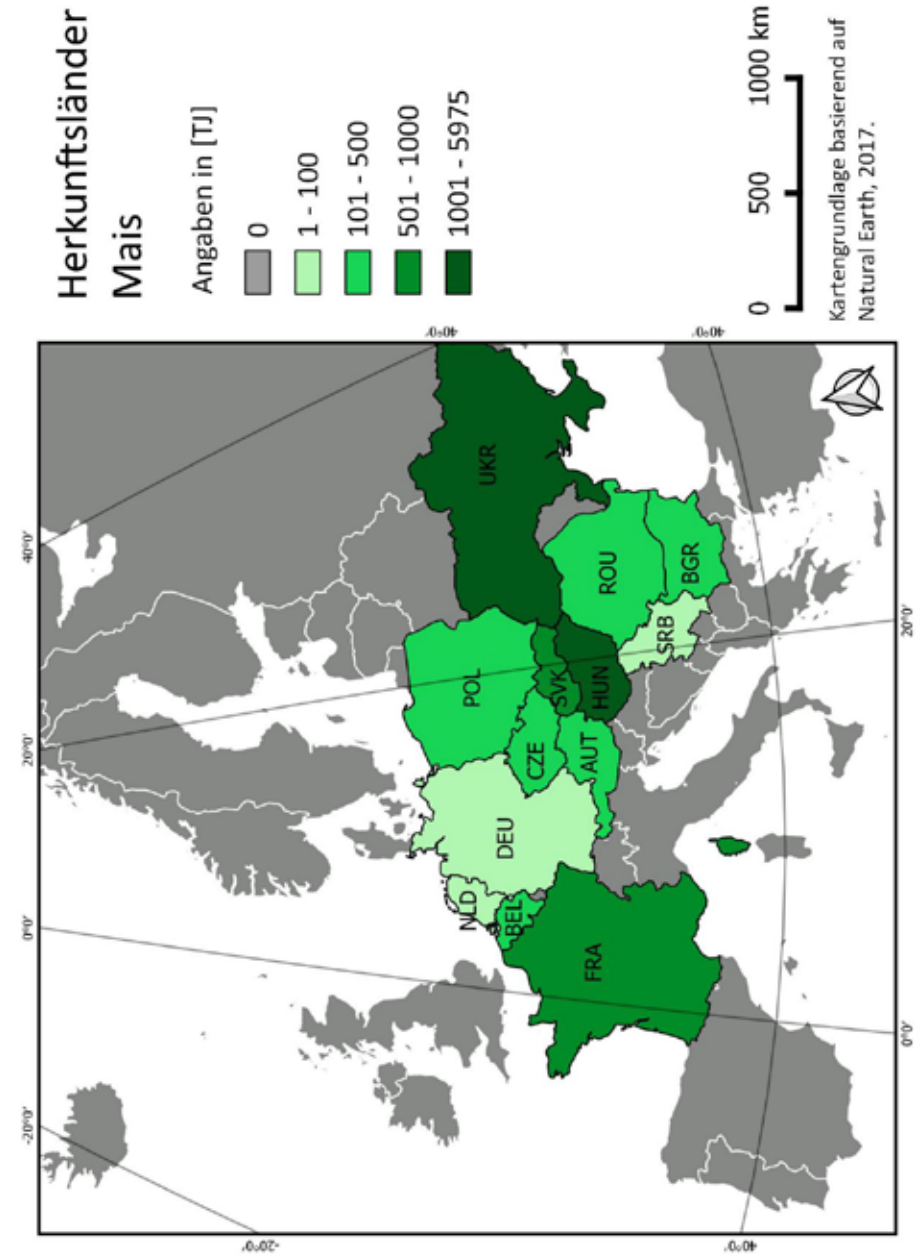 Herkunftsländer
Mais
Angaben in [TJ]
0
1 - 100
101 - 500
501 - 1000
1001 - 5975
0 500 1000 km
Kartengrundlage basierend auf
Natural Earth, 2017.
-20°0'
0°0'
20°0'
40°0'
-20°0'
40°0'
40°0'
40°0'
0°0'
20°0'
UKR
POL
ROU
BGR
SRB
SVK
HUN
CZE
AUT
DEU
NLD
BEL
FRA